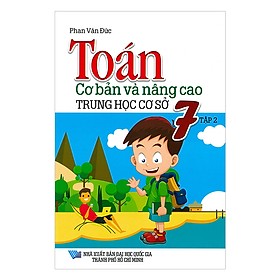 Phan Văn Đức
Toán
Cơ bản và nâng cao
TRUNG HỌC CƠ SỞ 7
TẬP 2
NHÀ XUẤT BẢN ĐẠI HỌC QUỐC GIA
THÀNH PHỐ HỒ CHÍ MINH